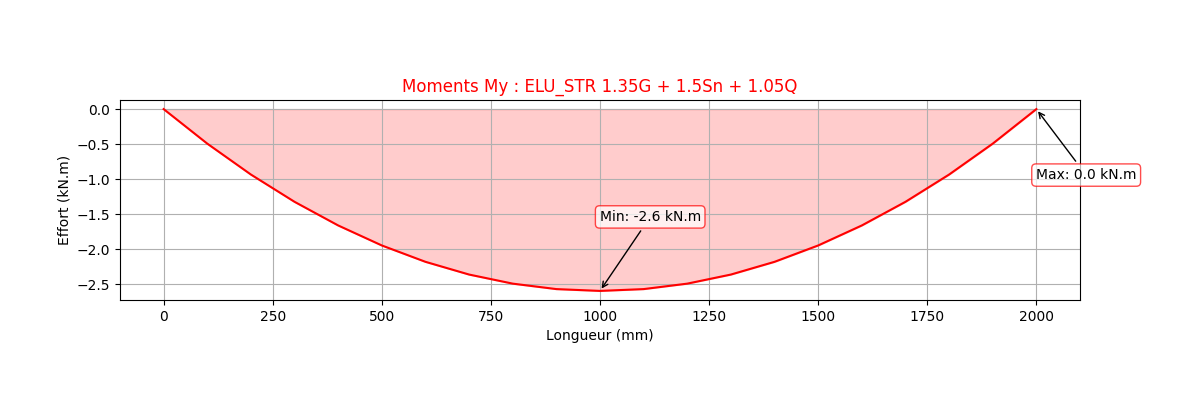 Moments My : ELU_STR 1.35G + 1.5Sn + 1.05Q
Effort (kN.m)
0.0
−0.5
−1.0
−1.5
−2.0
−2.5
Max: 0.0 kN.m
Min: -2.6 kN.m
0 250 500 750 1000 1250 1500 1750 2000
Longueur (mm)